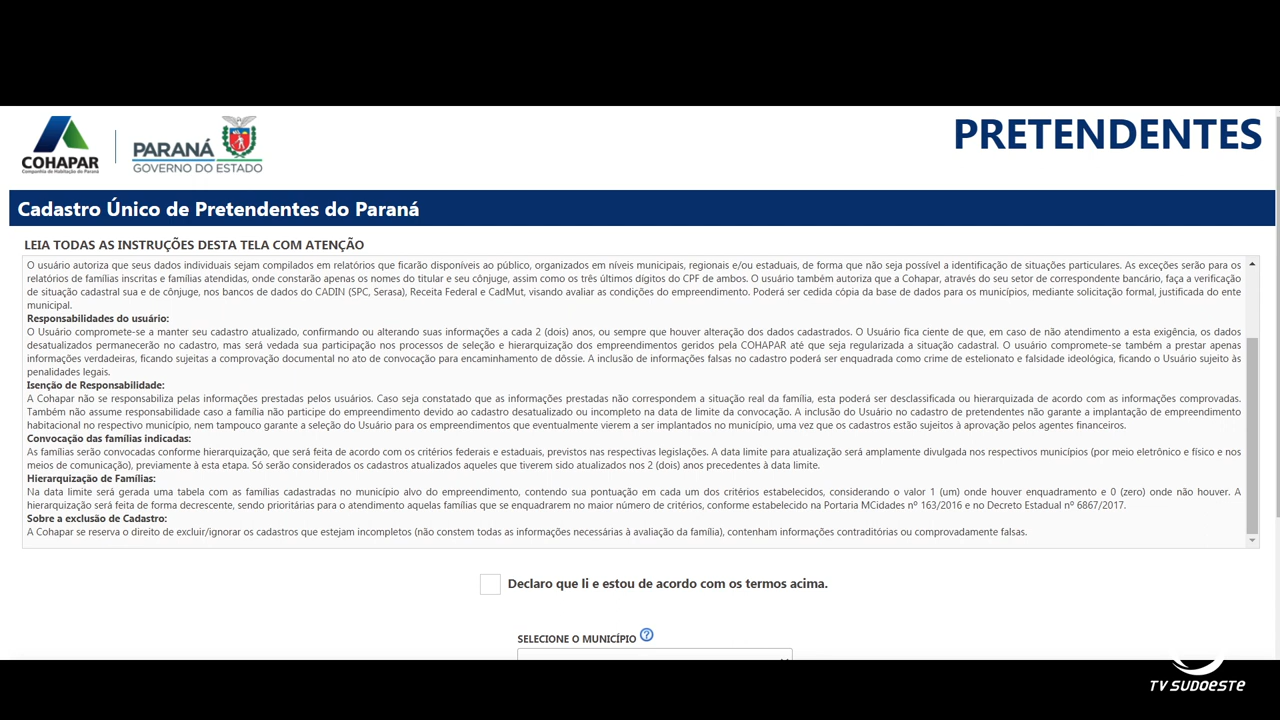 COHAPAR
Companhia de Habitação do Paraná
PARANÁ
GOVERNO DO ESTADO
PRETENDENTES
Cadastro Único de Pretendentes do Paraná
LEIA TODAS AS INSTRUÇÕES DESTA TELA COM ATENÇÃO
O usuário autoriza que seus dados individuais sejam compilados em relatórios que ficarão disponíveis ao público, organizados em níveis municipais, regionais e/ou estaduais, de forma que não seja possível a identificação de situações particulares. As exceções serão para os
relatórios de famílias inscritas e famílias atendidas, onde constarão apenas os nomes do titular e seu cônjuge, assim como os três últimos dígitos do CPF de ambos. O usuário também autoriza que a Cohapar, através do seu setor de correspondente bancário, faça a verificação
de situação cadastral sua e de cônjuge, nos bancos de dados do CADIN (SPC, Serasa), Receita Federal e CadMut, visando avaliar as condições do empreendimento. Poderá ser cedida cópia da base de dados para os municípios, mediante solicitação formal, justificada do ente
municipal.
Responsabilidades do usuário:
O Usuário compromete-se a manter seu cadastro atualizado, confirmando ou alterando suas informações a cada 2 (dois) anos, ou sempre que houver alteração dos dados cadastrados. O Usuário fica ciente de que, em caso de não atendimento a esta exigência, os dados
desatualizados permanecerão no cadastro, mas será vedada sua participação nos processos de seleção e hierarquização dos empreendimentos geridos pela COHAPAR até que seja regularizada a situação cadastral. O usuário compromete-se também a prestar apenas
informações verdadeiras, ficando sujeitas a comprovação documental no ato de convocação para encaminhamento de dôssie. A inclusão de informações falsas no cadastro poderá ser enquadrada como crime de estelionato e falsidade ideológica, ficando o Usuário sujeito às
penalidades legais.
Isenção de Responsabilidade:
A Cohapar não se responsabiliza pelas informações prestadas pelos usuários. Caso seja constatado que as informações prestadas não correspondem a situação real da família, esta poderá ser desclassificada ou hierarquizada de acordo com as informações comprovadas.
Também não assume responsabilidade caso a família não participe do empreendimento devido ao cadastro desatualizado ou incompleto na data de limite da convocação. A inclusão do Usuário no cadastro de pretendentes não garante a implantação de empreendimento
habitacional no respectivo município, nem tampouco garante a seleção do Usuário para os empreendimentos que eventualmente vierem a ser implantados no município, uma vez que os cadastros estão sujeitos à aprovação pelos agentes financeiros.
Convocação das famílias indicadas:
As famílias serão convocadas conforme hierarquização, que será feita de acordo com os critérios federais e estaduais, previstos nas respectivas legislações. A data limite para atualização será amplamente divulgada nos respectivos municípios (por meio eletrônico e físico e nos
meios de comunicação), previamente à esta etapa. Só serão considerados os cadastros atualizados aqueles que tiverem sido atualizados nos 2 (dois) anos precedentes à data limite.
Hierarquização de Famílias:
Na data limite será gerada uma tabela com as famílias cadastradas no município alvo do empreendimento, contendo sua pontuação em cada um dos critérios estabelecidos, considerando o valor 1 (um) onde houver enquadramento e 0 (zero) onde não houver. A
hierarquização será feita de forma decrescente, sendo prioritárias para o atendimento aquelas famílias que se enquadrarem no maior número de critérios, conforme estabelecido na Portaria MCidades nº 163/2016 e no Decreto Estadual nº 6867/2017.
Sobre a exclusão de Cadastro:
A Cohapar se reserva o direito de excluir/ignorar os cadastros que estejam incompletos (não constem todas as informações necessárias à avaliação da família), contenham informações contraditórias ou comprovadamente falsas.
Declaro que li e estou de acordo com os termos acima.
SELECIONE O MUNICÍPIO ?
TV SUDOESTE